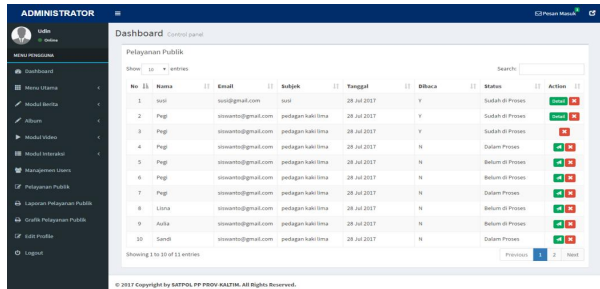 ADMINISTRATOR
Pesan Masuk
Udin
Online
MENU PENGGUNA
Dashboard
Menu Utama
Modul Berita
Album
Modul Video
Modul Interaksi
Manajemen Users
Pelayanan Publik
Laporan Pelayanan Publik
Grafik Pelayanan Publik
Edit Profile
Logout
Dashboard Control panel
Pelayanan Publik
Show 10 entries
Search:
No Nama Email Subjek Tanggal Dibaca Status Action
1 susi susi@gmail.com susi 28 Jul 2017 Y Sudah di Proses Detail
2 Pegi siswanto@gmail.com pedagan kaki lima 28 Jul 2017 Y Sudah di Proses Detail
3 Pegi siswanto@gmail.com pedagan kaki lima 28 Jul 2017 Y Sudah di Proses
4 Pegi siswanto@gmail.com pedagan kaki lima 28 Jul 2017 N Dalam Proses
5 Pegi siswanto@gmail.com pedagan kaki lima 28 Jul 2017 N Belum di Proses
6 Pegi siswanto@gmail.com pedagan kaki lima 28 Jul 2017 N Belum di Proses
7 Pegi siswanto@gmail.com pedagan kaki lima 28 Jul 2017 N Dalam Proses
8 Lisna siswanto@gmail.com pedagan kaki lima 28 Jul 2017 N Belum di Proses
9 Aulia siswanto@gmail.com pedagan kaki lima 28 Jul 2017 N Belum di Proses
10 Sandi siswanto@gmail.com pedagan kaki lima 28 Jul 2017 N Dalam Proses
Showing 1 to 10 of 11 entries
Previous 1 2 Next
© 2017 Copyright by SATPOL PP PROV-KALTIM. All Rights Reserved.